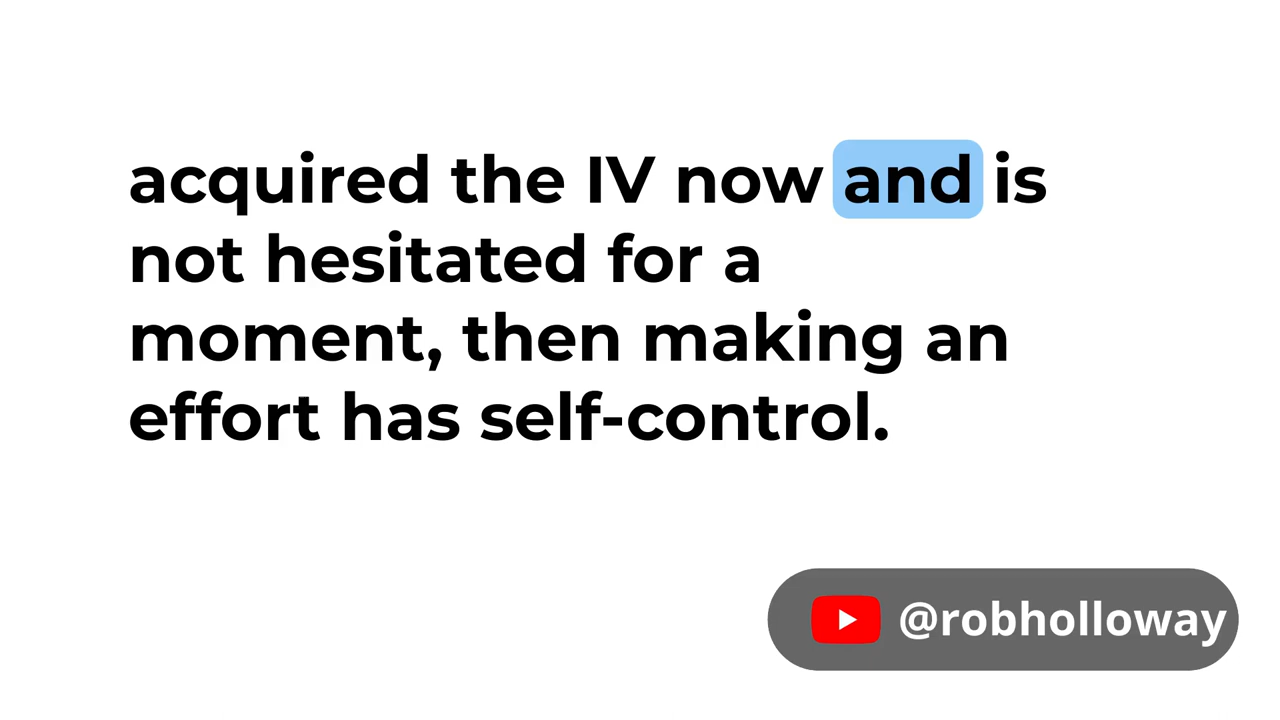 acquired the IV now and is
not hesitated for a
moment, then making an
effort has self-control.
@robholloway